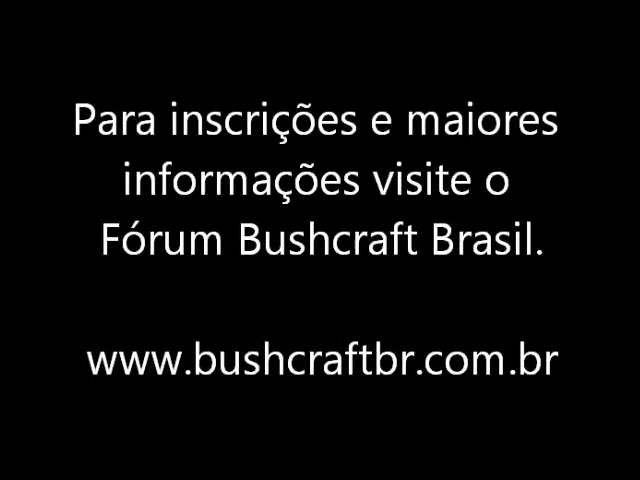 Para inscrições e maiores
informações visite o
Fórum Bushcraft Brasil.
www.bushcraftbr.com.br